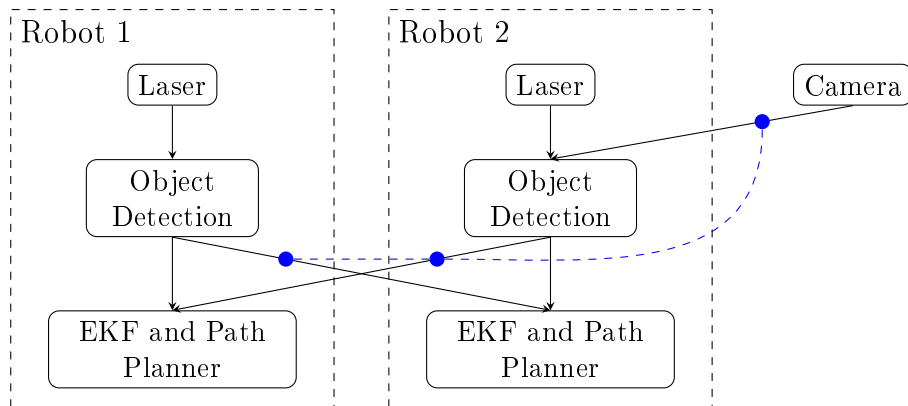 Robot 1
Robot 2
Laser
Laser
Camera
Object
Detection
Object
Detection
EKF and Path
Planner
EKF and Path
Planner